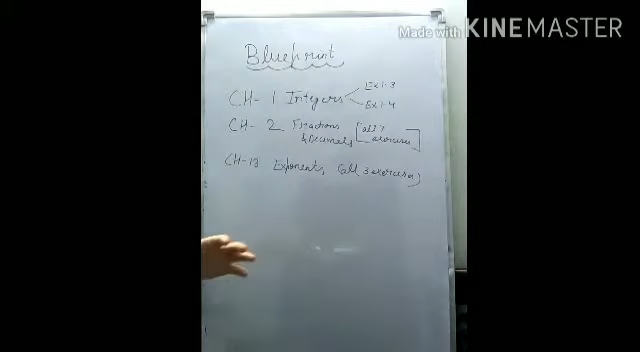 Made with KINEMASTER
Blueprint
CH-1 Integers Ex 1.3
Ex 1.4
CH-2 Fractions [all 7
& Decimals exercises]
CH-13 Exponents (all 3 exercises)